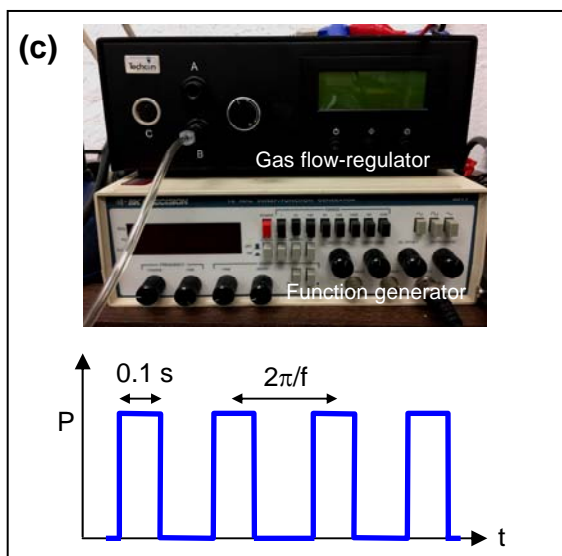 (c)
Techcon
A
C
B
Gas flow-regulator
BK PRECISION
Function generator
0.1 s
2π/f
P
t